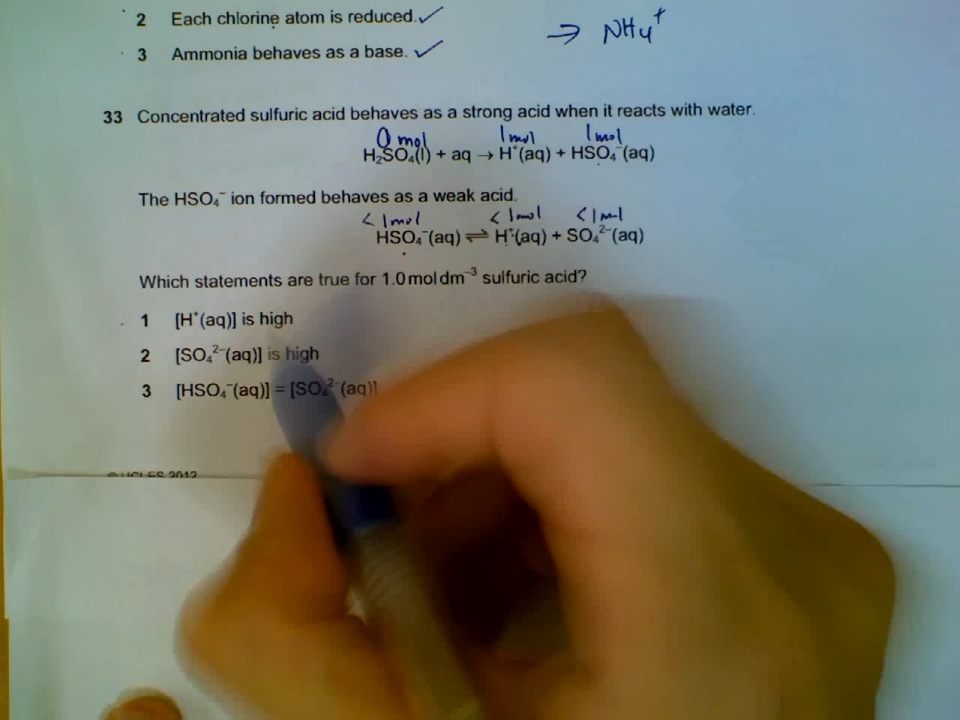 2 Each chlorine atom is reduced. ✓
3 Ammonia behaves as a base. ✓
→ NH₄⁺
33 Concentrated sulfuric acid behaves as a strong acid when it reacts with water.
0 mol 1 mol 1 mol
H₂SO₄(l) + aq → H⁺(aq) + HSO₄⁻(aq)
The HSO₄⁻ ion formed behaves as a weak acid.
< 1 mol < 1 mol < 1 mol
HSO₄⁻(aq) ⇌ H⁺(aq) + SO₄²⁻(aq)
Which statements are true for 1.0 mol dm⁻³ sulfuric acid?
1 [H⁺(aq)] is high
2 [SO₄²⁻(aq)] is high
3 [HSO₄⁻(aq)] = [SO₄²⁻(aq)]
© UCLES 2012